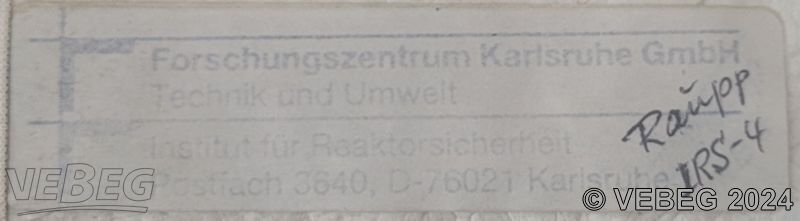 Forschungszentrum Karlsruhe GmbH
Technik und Umwelt
Institut für Reaktorsicherheit
Postfach 3640, D-76021 Karlsruhe
Raupp
IRS-4
VEBEG
© VEBEG 2024